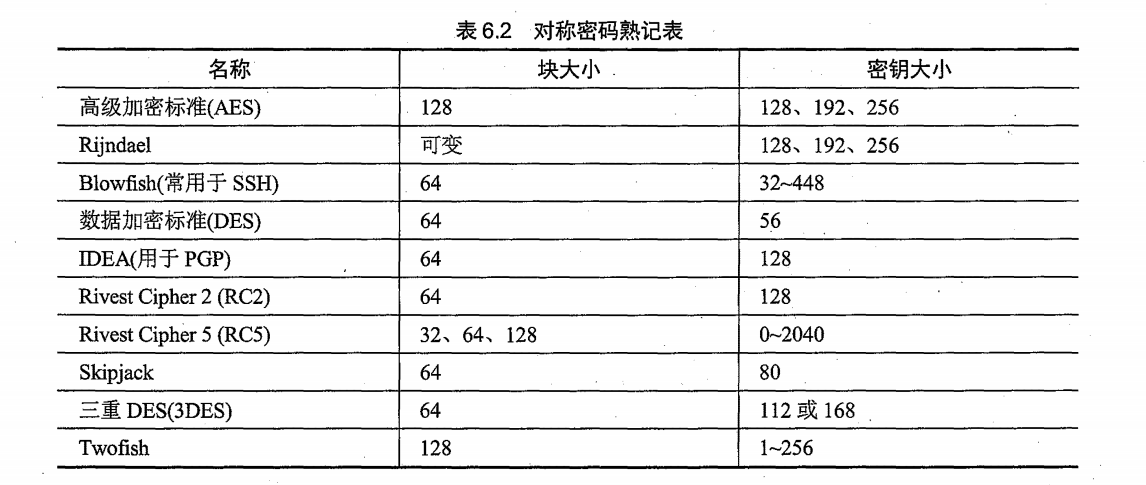 表 6.2 对称密码熟记表
名称 块大小 密钥大小
高级加密标准(AES) 128 128、192、256
Rijndael 可变 128、192、256
Blowfish(常用于 SSH) 64 32~448
数据加密标准(DES) 64 56
IDEA(用于 PGP) 64 128
Rivest Cipher 2 (RC2) 64 128
Rivest Cipher 5 (RC5) 32、64、128 0~2040
Skipjack 64 80
三重 DES(3DES) 64 112 或 168
Twofish 128 1~256